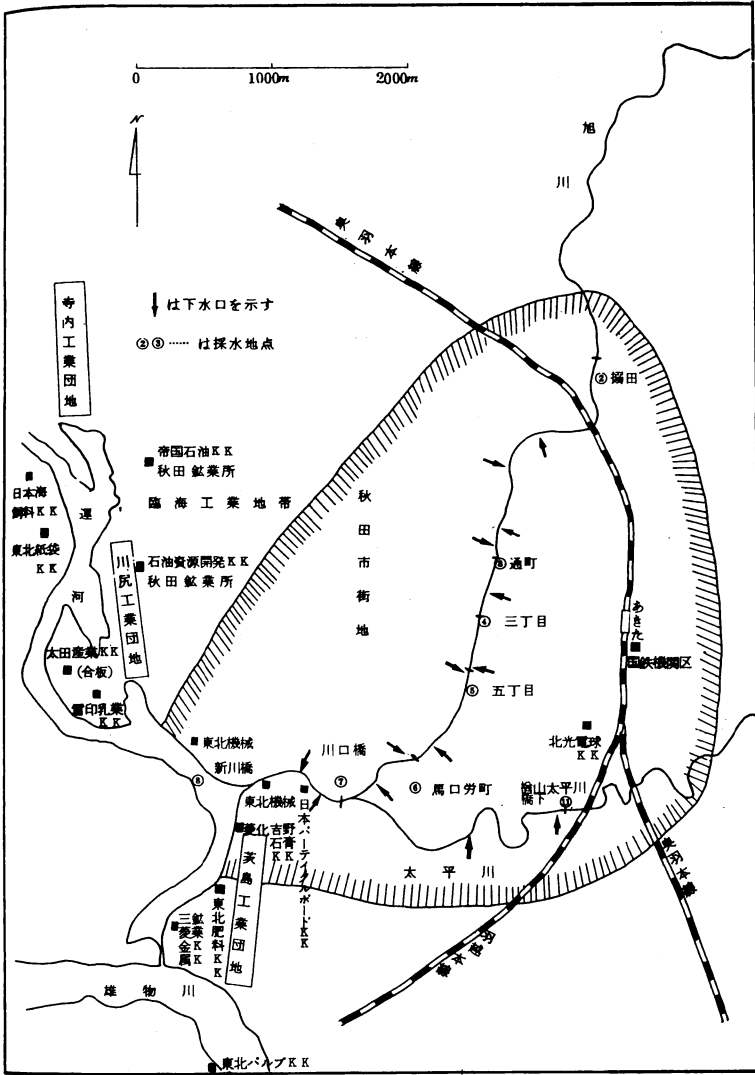 0 1000m 2000m
N
旭川
奥羽本線
↓は下水口を示す
②③……は採水地点
寺内工業団地
②搦田
帝国石油KK
秋田鉱業所
臨海工業地帯
日本海
飼料KK
東北紙袋
KK
運河
川尻工業団地
石油資源開発KK
秋田鉱業所
秋田市街地
③通町
④三丁目
⑤五丁目
あきた
国鉄機関区
太田産業KK
(合板)
雪印乳業
KK
東北機械
新川橋
⑧
川口橋
⑦
⑥馬口労町
北光電球
KK
太平川
橋下
⑪
東北機械
日本パーティクルボードKK
菱化吉野
石膏
KK
茨島工業団地
太平川
奥羽本線
羽越本線
東北肥料KK
三菱金属
鉱業KK
雄物川
東北パルプKK